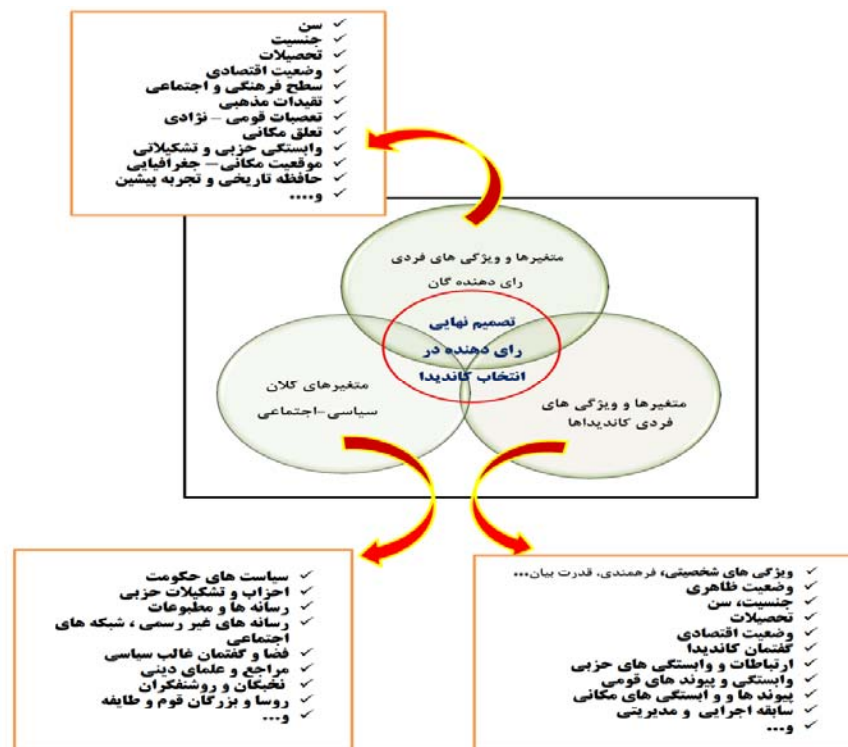 ✓ سن
✓ جنسیت
✓ تحصیلات
✓ وضعیت اقتصادی
✓ سطح فرهنگی و اجتماعی
✓ تقیدات مذهبی
✓ تعصبات قومی – نژادی
✓ تعلق مکانی
✓ وابستگی حزبی و تشکیلاتی
✓ موقعیت مکانی – جغرافیایی
✓ حافظه تاریخی و تجربه پیشین
✓ و....
متغیرها و ویژگی های فردی
رای دهنده گان
تصمیم نهایی
رای دهنده در
انتخاب کاندیدا
متغیرها و ویژگی های
فردی کاندیداها
متغیرهای کلان
سیاسی-اجتماعی
✓ ویژگی های شخصیتی، فرهمندی، قدرت بیان...
✓ وضعیت ظاهری
✓ جنسیت، سن
✓ تحصیلات
✓ وضعیت اقتصادی
✓ گفتمان کاندیدا
✓ ارتباطات و وابستگی های حزبی
✓ وابستگی و پیوند های قومی
✓ پیوند ها و و ابستگی های مکانی
✓ سابقه اجرایی و مدیریتی
✓ و...
✓ سیاست های حکومت
✓ احزاب و تشکیلات حزبی
✓ رسانه ها و مطبوعات
✓ رسانه های غیر رسمی ، شبکه های
اجتماعی
✓ فضا و گفتمان غالب سیاسی
✓ مراجع و علمای دینی
✓ نخبگان و روشنفکران
✓ روسا و بزرگان قوم و طایفه
✓ و...